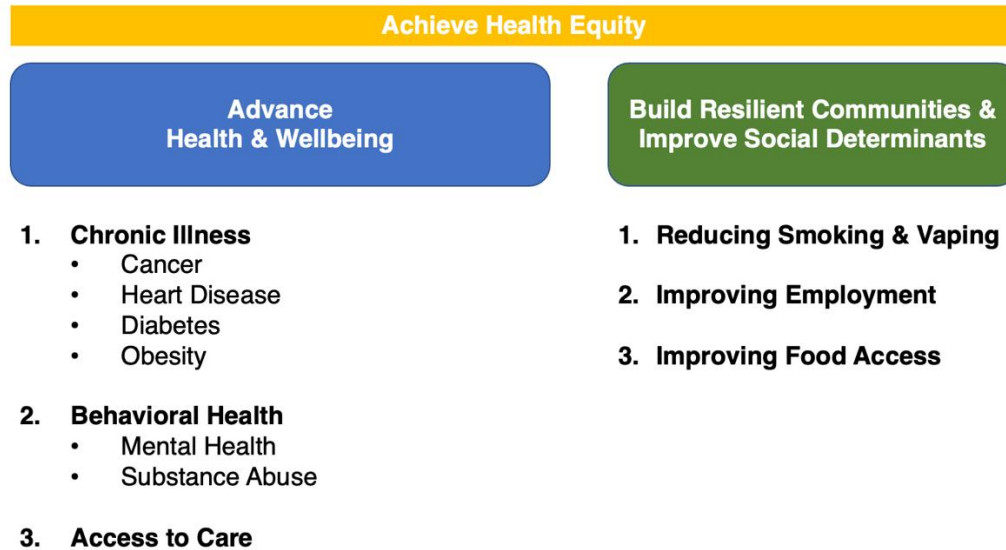 Achieve Health Equity
Advance
Health & Wellbeing
1. Chronic Illness
• Cancer
• Heart Disease
• Diabetes
• Obesity
2. Behavioral Health
• Mental Health
• Substance Abuse
3. Access to Care
Build Resilient Communities &
Improve Social Determinants
1. Reducing Smoking & Vaping
2. Improving Employment
3. Improving Food Access